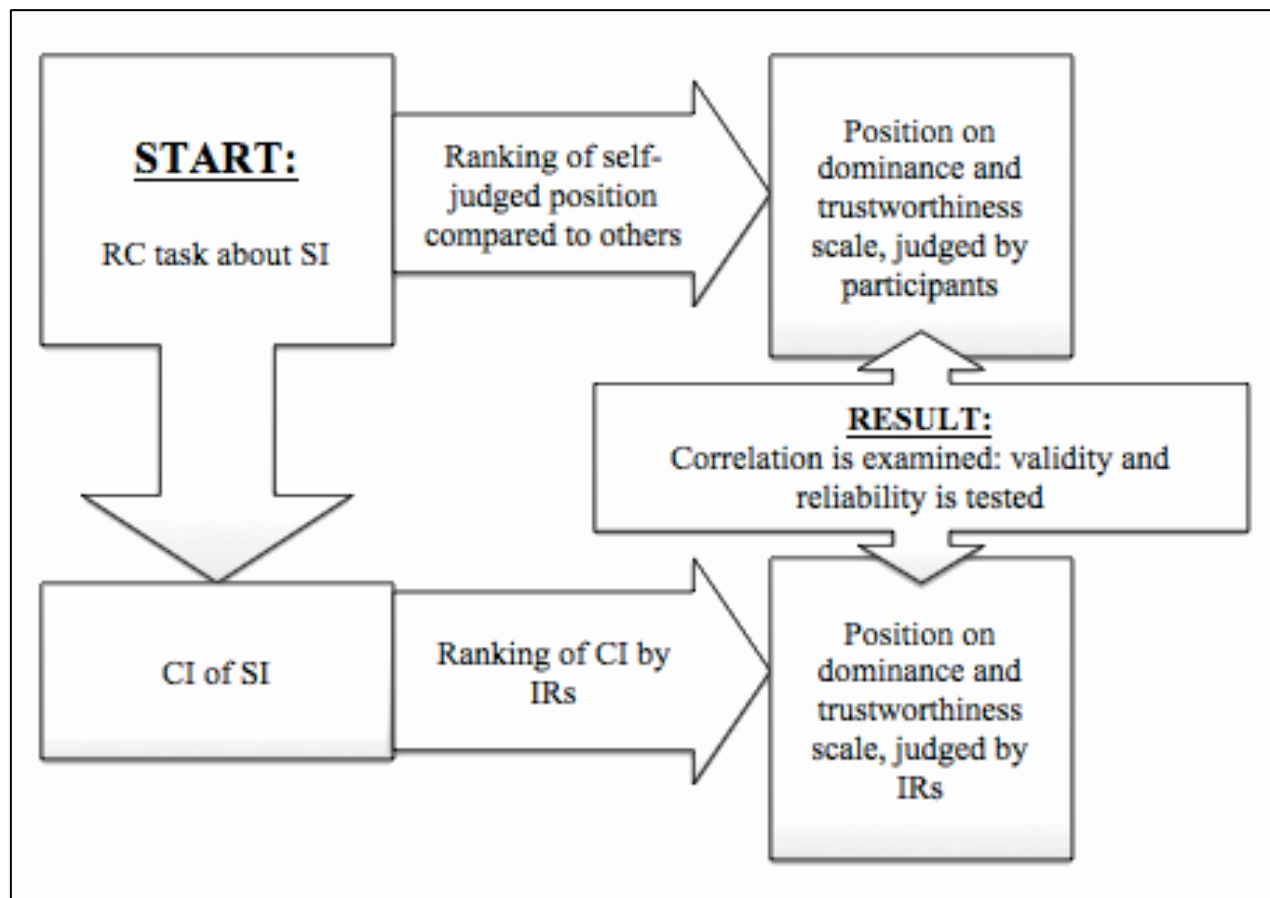 START:
RC task about SI
Ranking of self-
judged position
compared to others
Position on
dominance and
trustworthiness
scale, judged by
participants
RESULT:
Correlation is examined: validity and
reliability is tested
CI of SI
Ranking of CI by
IRs
Position on
dominance and
trustworthiness
scale, judged by
IRs